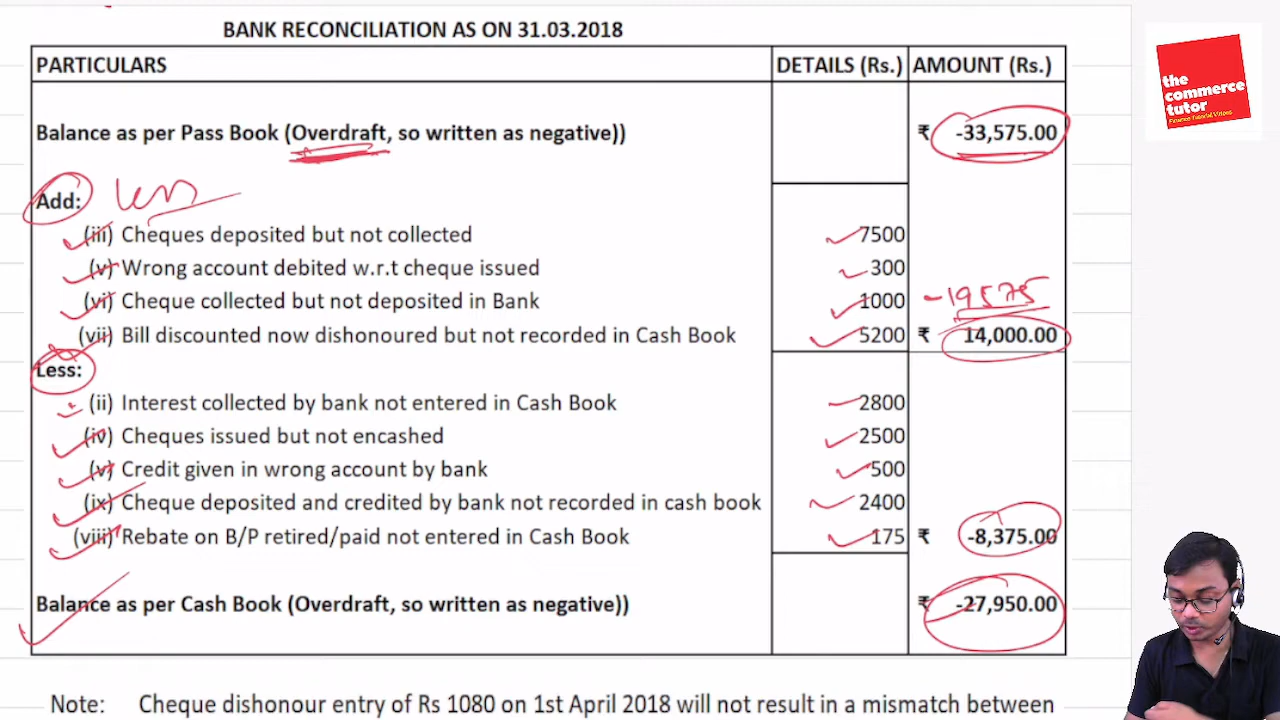 BANK RECONCILIATION AS ON 31.03.2018
PARTICULARS DETAILS (Rs.) AMOUNT (Rs.)
Balance as per Pass Book (Overdraft, so written as negative)) ₹ -33,575.00
Add: Less
(iii) Cheques deposited but not collected 7500
(v) Wrong account debited w.r.t cheque issued 300
(vi) Cheque collected but not deposited in Bank 1000 -19575
(vii) Bill discounted now dishonoured but not recorded in Cash Book 5200 ₹ 14,000.00
Less:
(ii) Interest collected by bank not entered in Cash Book 2800
(iv) Cheques issued but not encashed 2500
(v) Credit given in wrong account by bank 500
(ix) Cheque deposited and credited by bank not recorded in cash book 2400
(viii) Rebate on B/P retired/paid not entered in Cash Book 175 ₹ -8,375.00
Balance as per Cash Book (Overdraft, so written as negative)) ₹ -27,950.00
Note: Cheque dishonour entry of Rs 1080 on 1st April 2018 will not result in a mismatch between
the
commerce
tutor
Finance Tutorial Videos